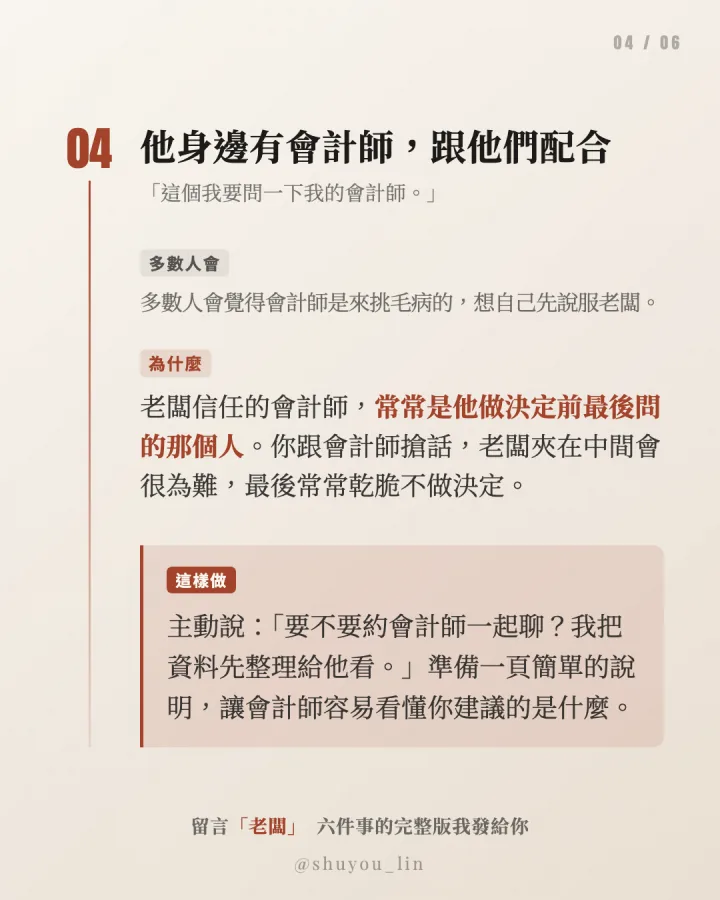 04 / 06
04 他身邊有會計師，跟他們配合
「這個我要問一下我的會計師。」
多數人會
多數人會覺得會計師是來挑毛病的，想自己先說服老闆。
為什麼
老闆信任的會計師，常常是他做決定前最後問
的那個人。你跟會計師搶話，老闆夾在中間會
很為難，最後常常乾脆不做決定。
這樣做
主動說：「要不要約會計師一起聊？我把
資料先整理給他看。」準備一頁簡單的說
明，讓會計師容易看懂你建議的是什麼。
留言「老闆」 六件事的完整版我發給你
@shuyou_lin